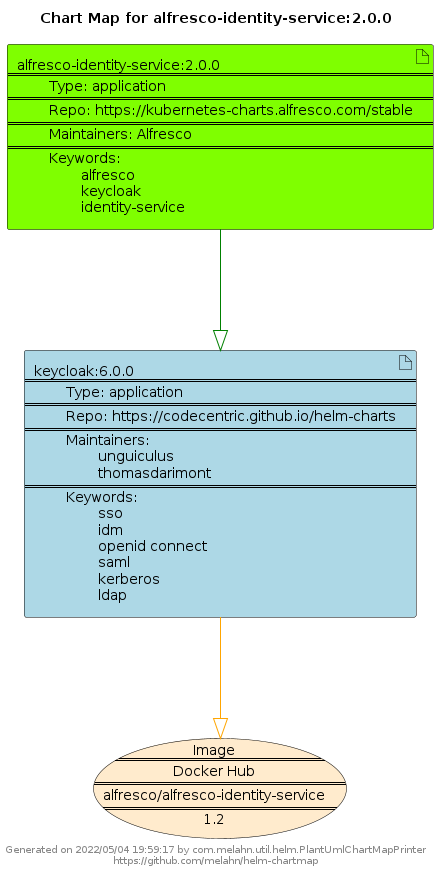 Chart Map for alfresco-identity-service:2.0.0
alfresco-identity-service:2.0.0
Type: application
Repo: https://kubernetes-charts.alfresco.com/stable
Maintainers: Alfresco
Keywords:
alfresco
keycloak
identity-service
keycloak:6.0.0
Type: application
Repo: https://codecentric.github.io/helm-charts
Maintainers:
unguiculus
thomasdarimont
Keywords:
sso
idm
openid connect
saml
kerberos
ldap
Image
Docker Hub
alfresco/alfresco-identity-service
1.2
Generated on 2022/05/04 19:59:17 by com.melahn.util.helm.PlantUmlChartMapPrinter
https://github.com/melahn/helm-chartmap